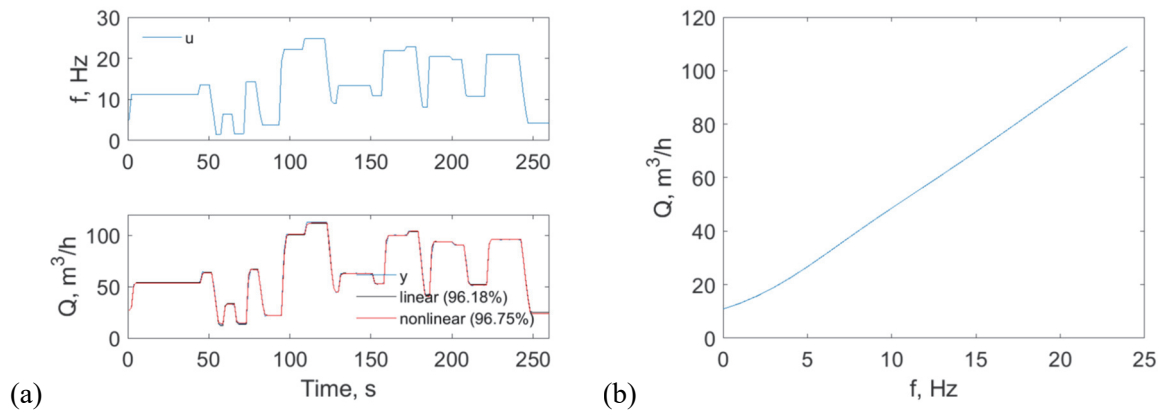 30
20
10
0
f, Hz
u
0 50 100 150 200 250
100
50
0
Q, m³/h
y
linear (96.18%)
nonlinear (96.75%)
0 50 100 150 200 250
Time, s
(a)
120
100
80
60
40
20
0
Q, m³/h
0 5 10 15 20 25
f, Hz
(b)